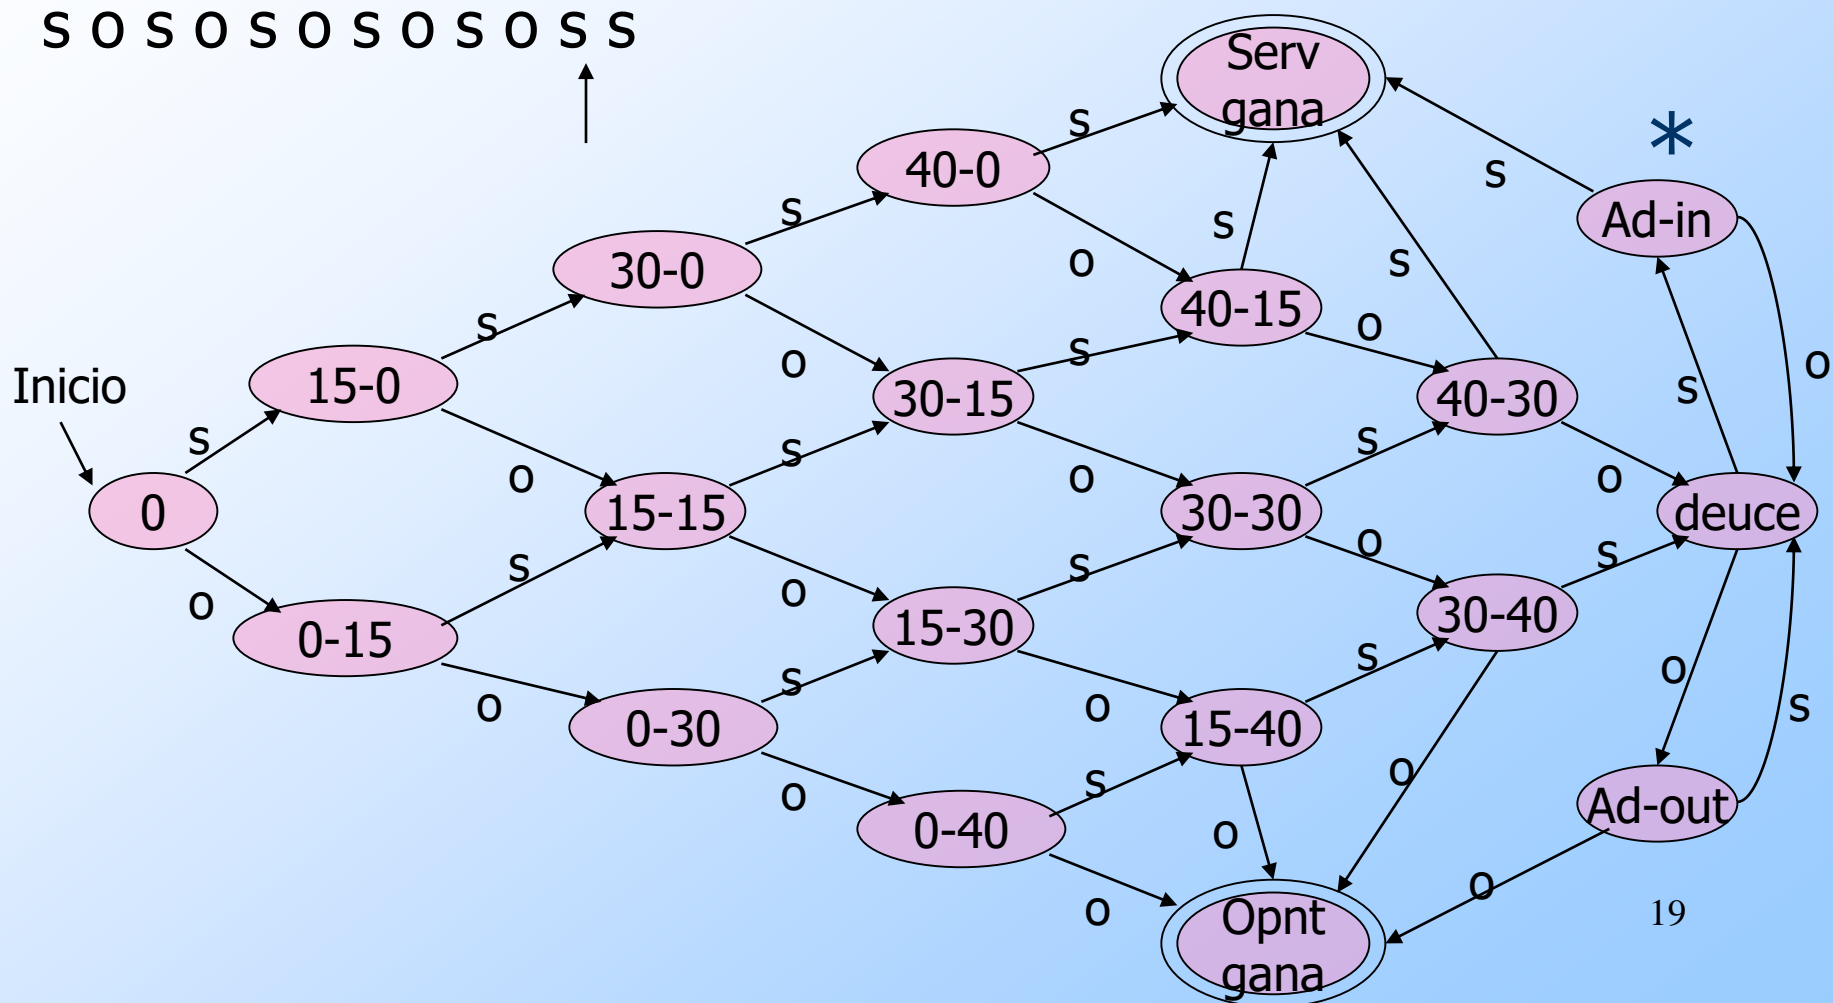 s o s o s o s o s o s s
Serv
gana
*
s
40-0
s
Ad-in
s
30-0
s
s
o
40-15
s
o
15-0
s
o
30-15
s
o
40-30
s
o
Inicio
s
o
s
o
s
o
0
15-15
30-30
deuce
o
s
o
s
o
s
0-15
15-30
30-40
o
s
o
s
o
s
0-30
15-40
o
s
o
o
Ad-out
0-40
o
o
o
19
Opnt
gana